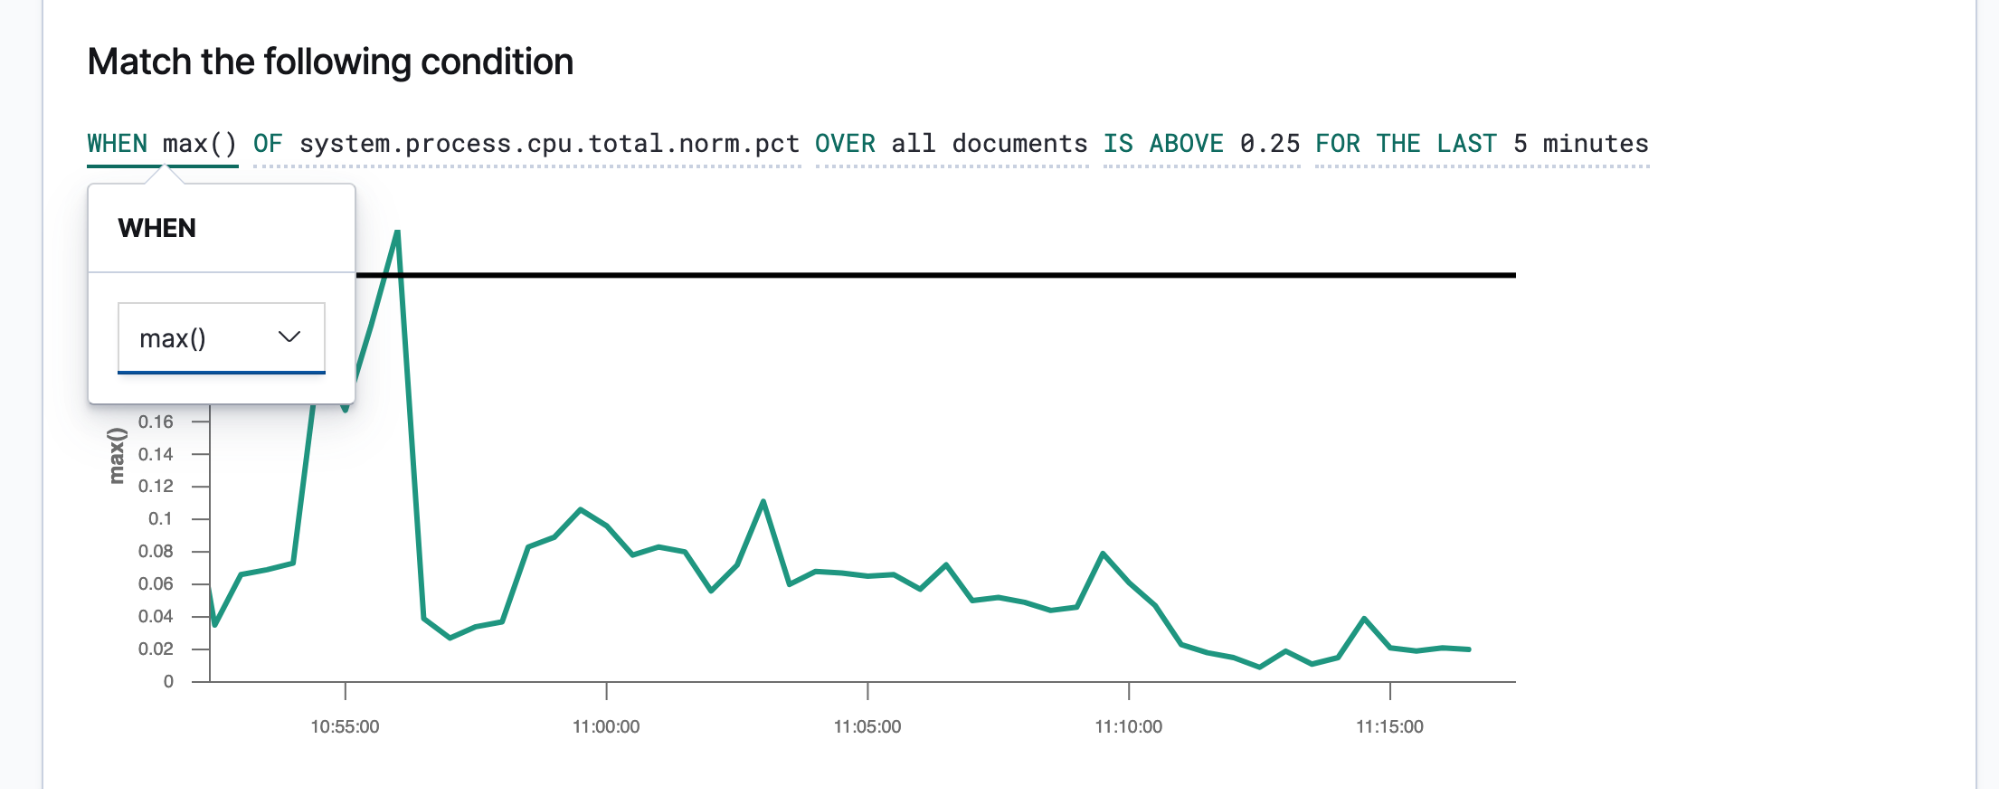 Match the following condition
WHEN max() OF system.process.cpu.total.norm.pct OVER all documents IS ABOVE 0.25 FOR THE LAST 5 minutes
WHEN
max()
max()
0.16
0.14
0.12
0.1
0.08
0.06
0.04
0.02
0
10:55:00 11:00:00 11:05:00 11:10:00 11:15:00